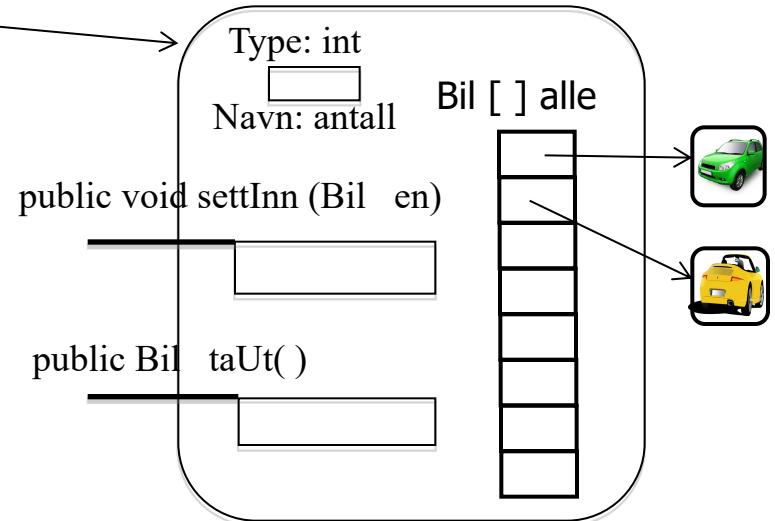 Type: int
Navn: antall
Bil [ ] alle
public void settInn (Bil en)
public Bil taUt( )